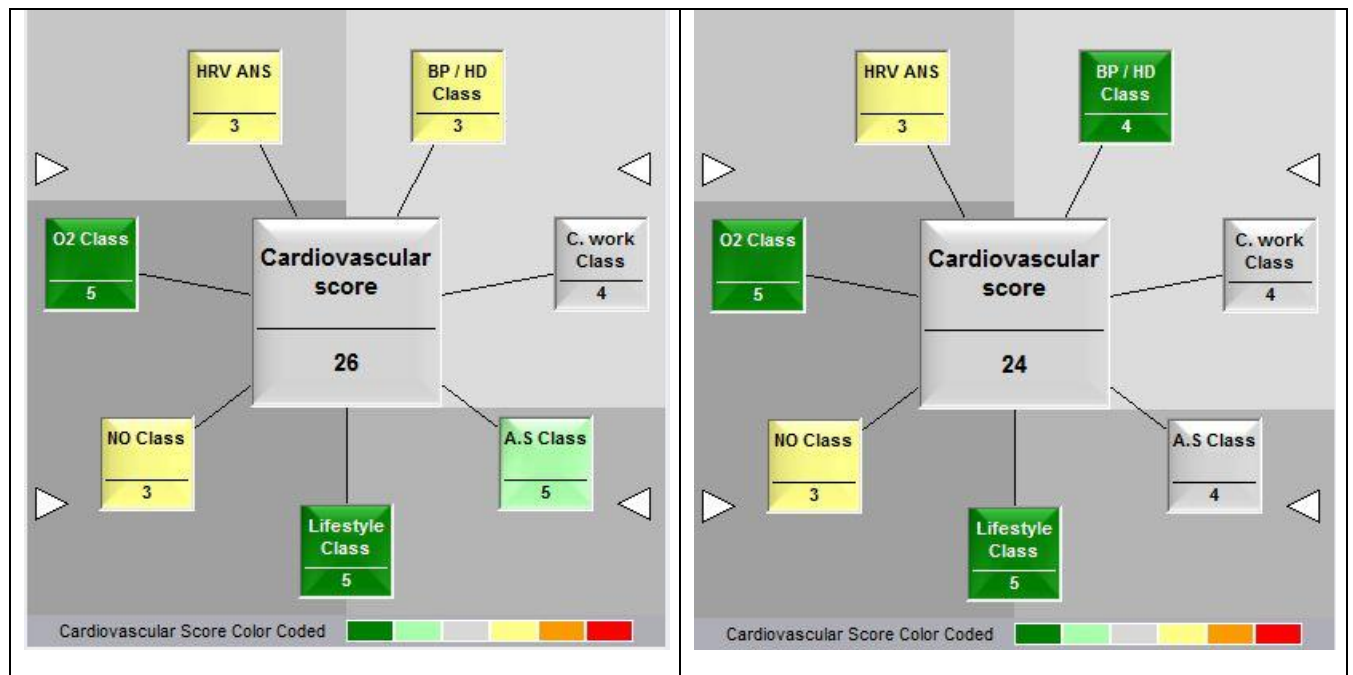 HRV ANS
3
BP / HD
Class
3
O2 Class
5
Cardiovascular
score
26
C. work
Class
4
NO Class
3
A.S Class
5
Lifestyle
Class
5
Cardiovascular Score Color Coded
HRV ANS
3
BP / HD
Class
4
O2 Class
5
Cardiovascular
score
24
C. work
Class
4
NO Class
3
A.S Class
4
Lifestyle
Class
5
Cardiovascular Score Color Coded